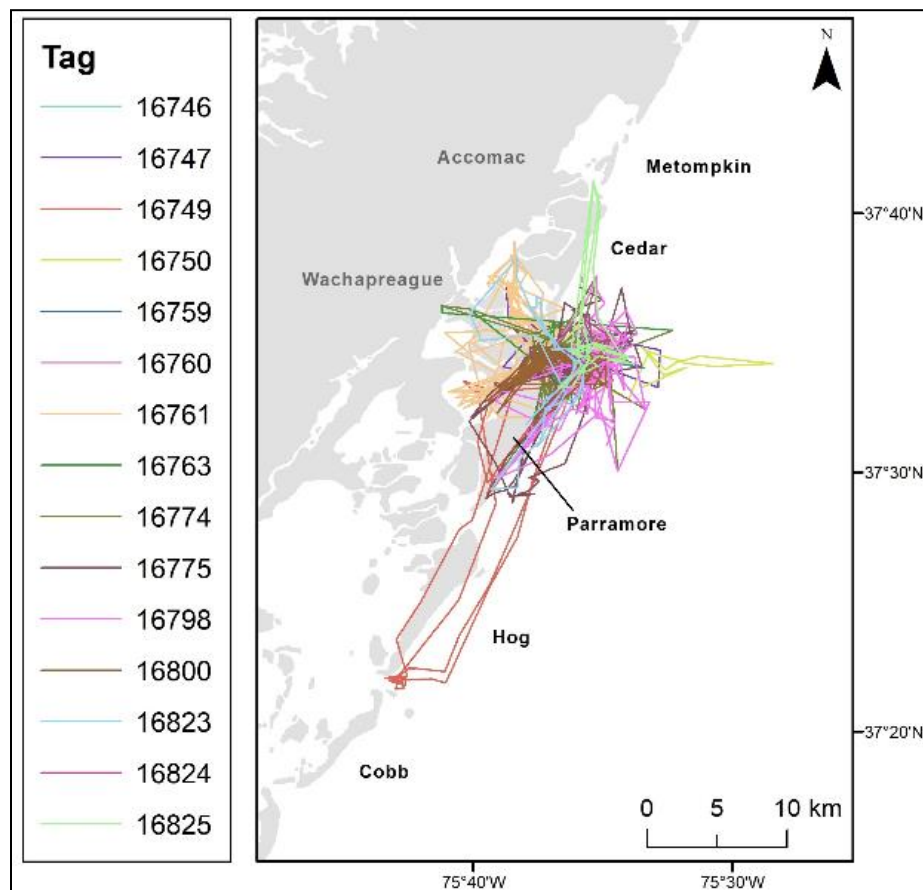 Tag
16746
16747
16749
16750
16759
16760
16761
16763
16774
16775
16798
16800
16823
16824
16825
N
Accomac
Metompkin
37°40'N
Cedar
Wachapreague
37°30'N
Parramore
Hog
37°20'N
Cobb
0 5 10 km
75°40'W 75°30'W